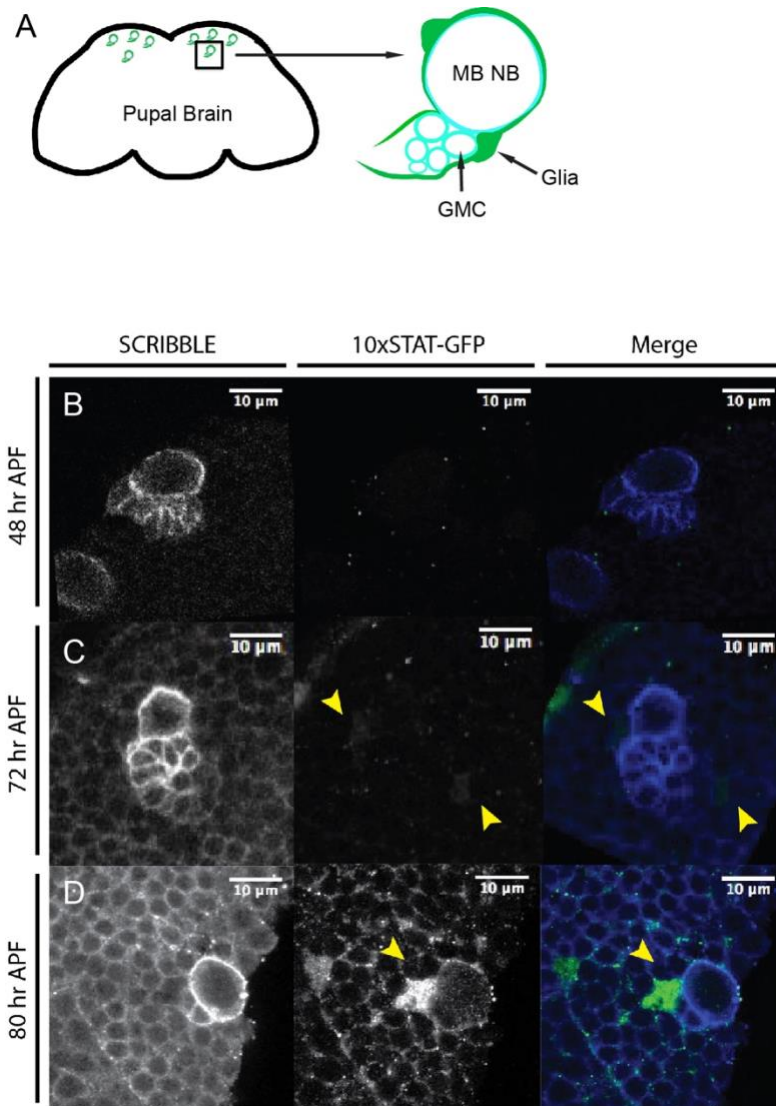 A
Pupal Brain
MB NB
Glia
GMC
SCRIBBLE 10xSTAT-GFP Merge
48 hr APF
B
10 µm 10 µm 10 µm
72 hr APF
C
10 µm 10 µm 10 µm
80 hr APF
D
10 µm 10 µm 10 µm